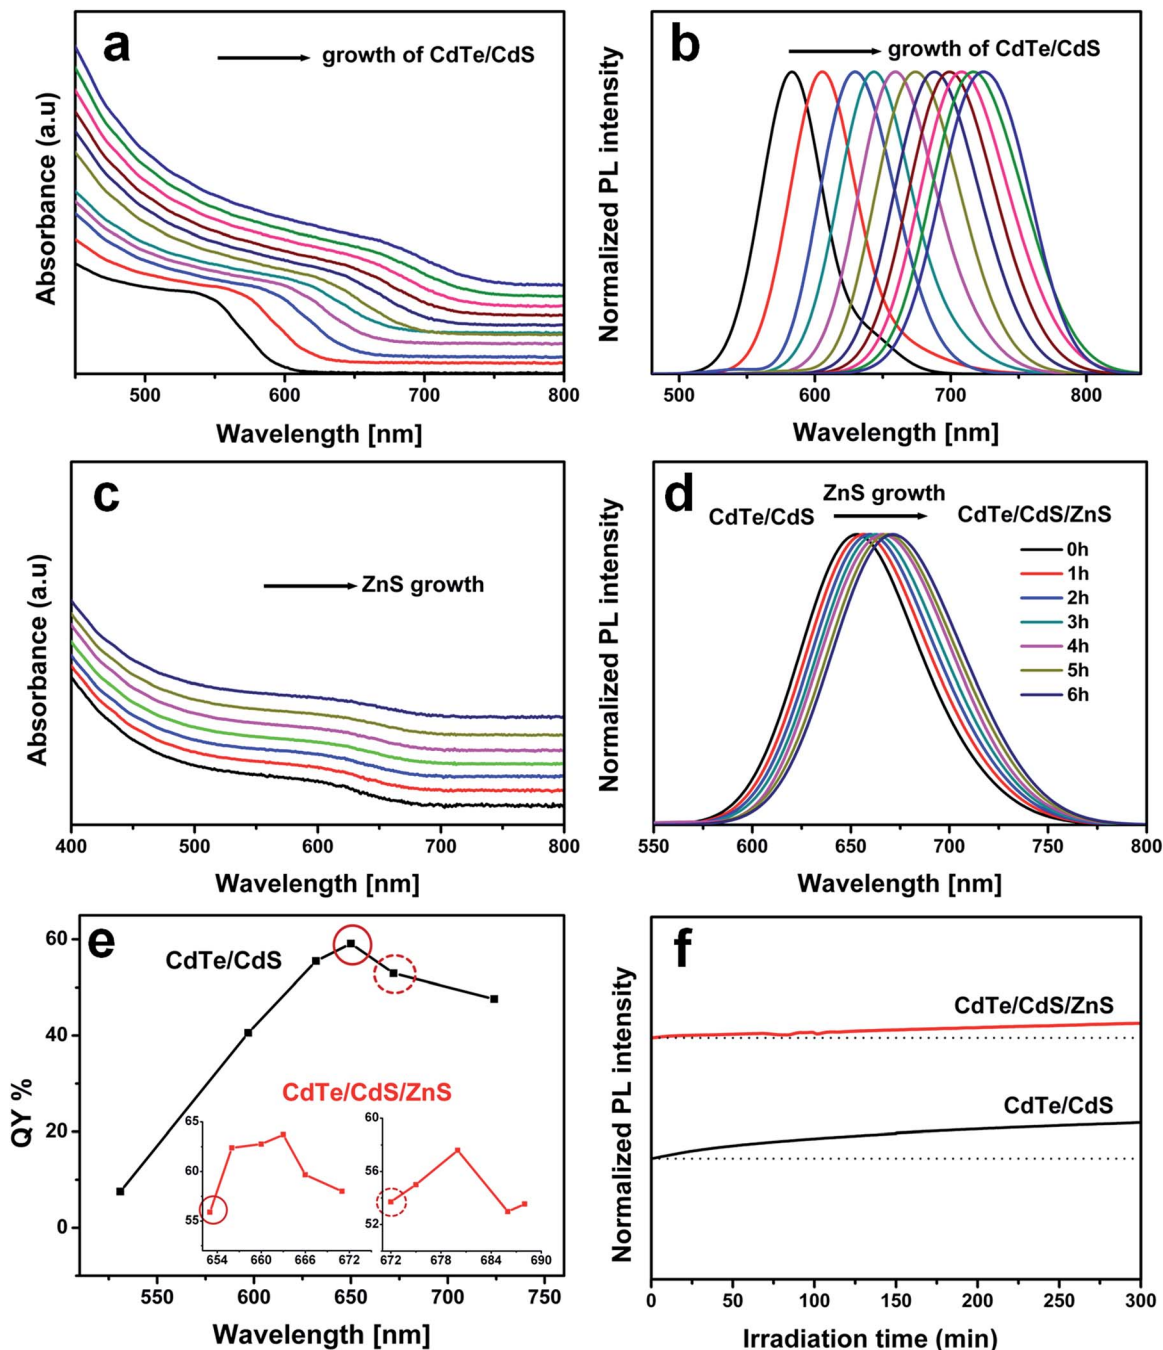 a
growth of CdTe/CdS
Absorbance (a.u)
500 600 700 800
Wavelength [nm]
b
growth of CdTe/CdS
Normalized PL intensity
500 600 700 800
Wavelength [nm]
c
ZnS growth
Absorbance (a.u)
400 500 600 700 800
Wavelength [nm]
d
ZnS growth
CdTe/CdS CdTe/CdS/ZnS
0h
1h
2h
3h
4h
5h
6h
Normalized PL intensity
550 600 650 700 750 800
Wavelength [nm]
e
CdTe/CdS
QY %
60
40
20
0
CdTe/CdS/ZnS
65
60
55
654 660 666 672
60
56
52
672 678 684 690
550 600 650 700 750
Wavelength [nm]
f
CdTe/CdS/ZnS
CdTe/CdS
Normalized PL intensity
0 50 100 150 200 250 300
Irradiation time (min)